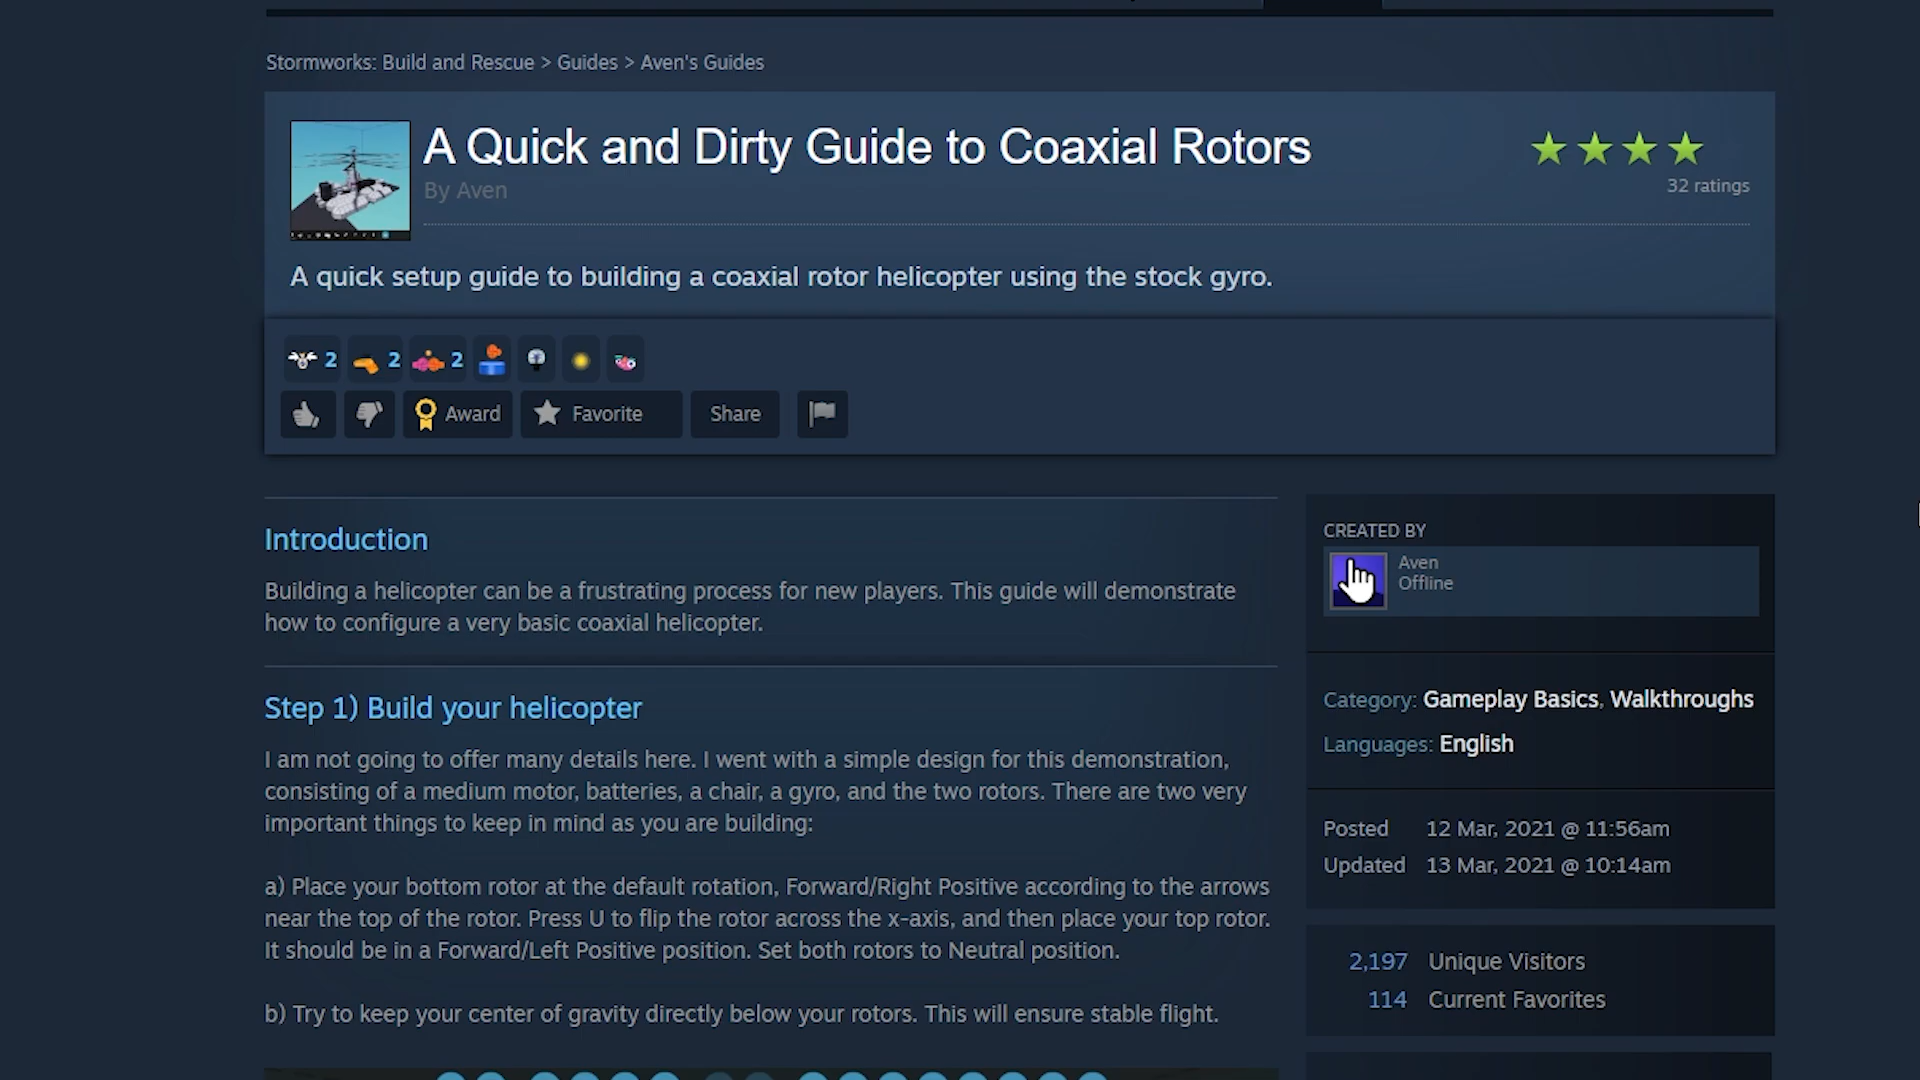 Stormworks: Build and Rescue > Guides > Aven's Guides
A Quick and Dirty Guide to Coaxial Rotors
By Aven
32 ratings
A quick setup guide to building a coaxial rotor helicopter using the stock gyro.
2 2 2
Award Favorite Share
Introduction
Building a helicopter can be a frustrating process for new players. This guide will demonstrate
how to configure a very basic coaxial helicopter.
Step 1) Build your helicopter
I am not going to offer many details here. I went with a simple design for this demonstration,
consisting of a medium motor, batteries, a chair, a gyro, and the two rotors. There are two very
important things to keep in mind as you are building:
a) Place your bottom rotor at the default rotation, Forward/Right Positive according to the arrows
near the top of the rotor. Press U to flip the rotor across the x-axis, and then place your top rotor.
It should be in a Forward/Left Positive position. Set both rotors to Neutral position.
b) Try to keep your center of gravity directly below your rotors. This will ensure stable flight.
CREATED BY
Aven
Offline
Category: Gameplay Basics, Walkthroughs
Languages: English
Posted 12 Mar, 2021 @ 11:56am
Updated 13 Mar, 2021 @ 10:14am
2,197 Unique Visitors
114 Current Favorites